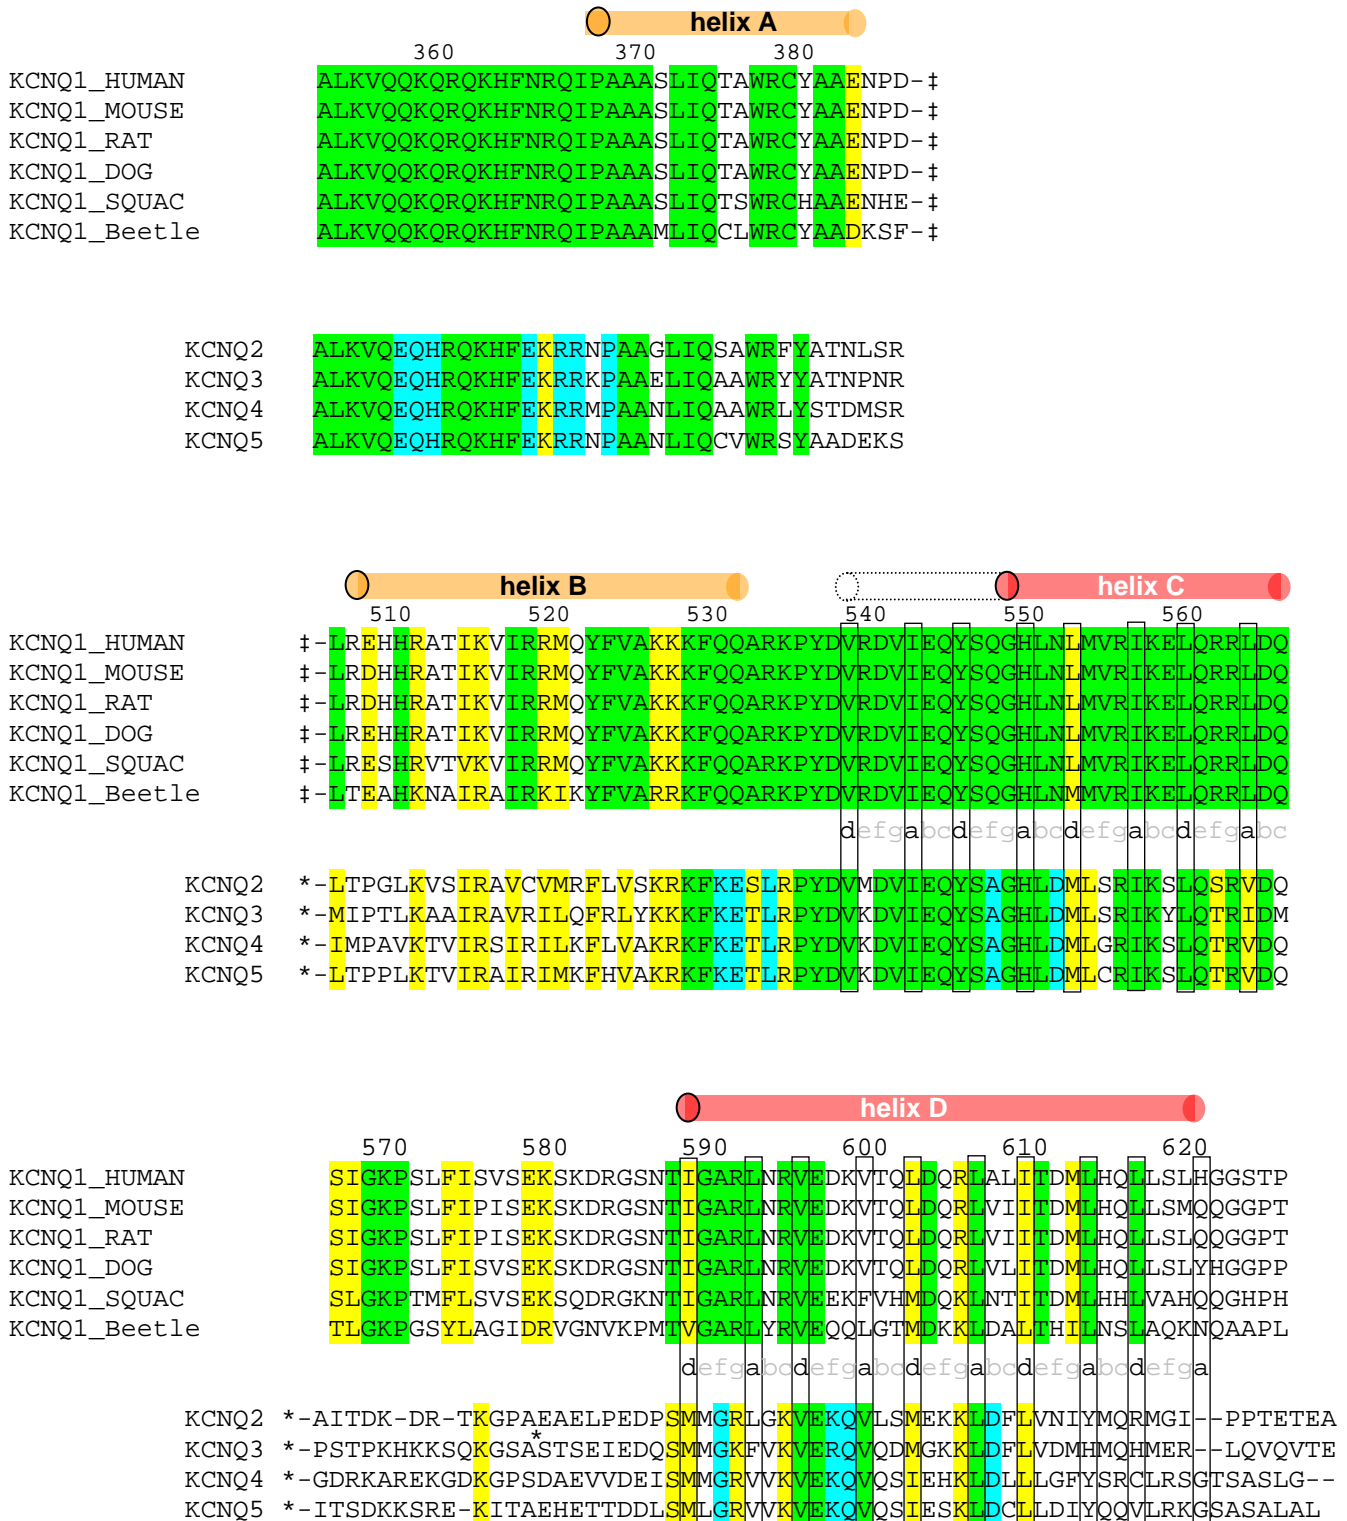 helix A
360 370 380
KCNQ1_HUMAN ALKVQQKQRQKHFNRQIPAAASLIQTAWRCYAAENPD-‡
KCNQ1_MOUSE ALKVQQKQRQKHFNRQIPAAASLIQTAWRCYAAENPD-‡
KCNQ1_RAT ALKVQQKQRQKHFNRQIPAAASLIQTAWRCYAAENPD-‡
KCNQ1_DOG ALKVQQKQRQKHFNRQIPAAASLIQTAWRCYAAENPD-‡
KCNQ1_SQUAC ALKVQQKQRQKHFNRQIPAAASLIQTSWRCHAAENHE-‡
KCNQ1_Beetle ALKVQQKQRQKHFNRQIPAAAMLIQCLWRCYAADKSF-‡
KCNQ2 ALKVQEQHRQKHFEKRRNPAAGLIQSAWRFYATNLSR
KCNQ3 ALKVQEQHRQKHFEKRRKPAAELIQAAWRYYATNPNR
KCNQ4 ALKVQEQHRQKHFEKRRMPAANLIQAAWRLYSTDMSR
KCNQ5 ALKVQEQHRQKHFEKRRNPAANLIQCVWRSYAADEKS
helix B helix C
510 520 530 540 550 560
KCNQ1_HUMAN ‡-LREHHRATIKVIRRMQYFVAKKKFQQARKPYDVRDVIEQYSQGHLNLMVRIKELQRRLDQ
KCNQ1_MOUSE ‡-LRDHHRATIKVIRRMQYFVAKKKFQQARKPYDVRDVIEQYSQGHLNLMVRIKELQRRLDQ
KCNQ1_RAT ‡-LRDHHRATIKVIRRMQYFVAKKKFQQARKPYDVRDVIEQYSQGHLNLMVRIKELQRRLDQ
KCNQ1_DOG ‡-LREHHRATIKVIRRMQYFVAKKKFQQARKPYDVRDVIEQYSQGHLNLMVRIKELQRRLDQ
KCNQ1_SQUAC ‡-LRESHRVTVKVIRRMQYFVAKKKFQQARKPYDVRDVIEQYSQGHLNLMVRIKELQRRLDQ
KCNQ1_Beetle ‡-LTEAHKNAIRAIRKIKYFVARRKFQQARKPYDVRDVIEQYSQGHLNMMVRIKELQRRLDQ
defgabcdefgabcdefgabcdefgabc
KCNQ2 *-LTPGLKVSIRAVCVMRFLVSKRKFKESLRPYDVMDVIEQYSAGHLDMLSRIKSLQSRVDQ
KCNQ3 *-MIPTLKAAIRAVRILQFRLYKKKFKETLRPYDVKDVIEQYSAGHLDMLSRIKYLQTRIDM
KCNQ4 *-IMPAVKTVIRSIRILKFLVAKRKFKETLRPYDVKDVIEQYSAGHLDMLGRIKSLQTRVDQ
KCNQ5 *-LTPPLKTVIRAIRIMKFHVAKRKFKETLRPYDVKDVIEQYSAGHLDMLCRIKSLQTRVDQ
helix D
570 580 590 600 610 620
KCNQ1_HUMAN SIGKPSLFISVSEKSKDRGSNTIGARLNRVEDKVTQLDQRLALITDMLHQLLSLHGGSTP
KCNQ1_MOUSE SIGKPSLFIPISEKSKDRGSNTIGARLNRVEDKVTQLDQRLVIITDMLHQLLSMQQGGPT
KCNQ1_RAT SIGKPSLFIPISEKSKDRGSNTIGARLNRVEDKVTQLDQRLVIITDMLHQLLSLQQGGPT
KCNQ1_DOG SIGKPSLFISVSEKSKDRGSNTIGARLNRVEDKVTQLDQRLVLITDMLHQLLSLYHGGPP
KCNQ1_SQUAC SLGKPTMFLSVSEKSQDRGKNTIGARLNRVEEKFVHMDQKLNTITDMLHHLVAHQQGHPH
KCNQ1_Beetle TLGKPGSYLAGIDRVGNVKPMTVGARLYRVEQQLGTMDKKLDALTHILNSLAQKNQAAPL
defgabcdefgabcdefgabcdefgabcdefga
KCNQ2 *-AITDK-DR-TKGPAEAELPEDPSMMGRLGKVEKQVLSMEKKLDFLVNIYMQRMGI--PPTETEA
*
KCNQ3 *-PSTPKHKKSQKGSASTSEIEDQSMMGKFVKVERQVQDMGKKLDFLVDMHMQHMER--LQVQVTE
KCNQ4 *-GDRKAREKGDKGPSDAEVVDEISMMGRVVKVEKQVQSIEHKLDLLLGFYSRCLRSGTSASLG--
KCNQ5 *-ITSDKKSRE-KITAEHETTDDLSMLGRVVKVEKQVQSIESKLDCLLDIYQQVLRKGSASALAL